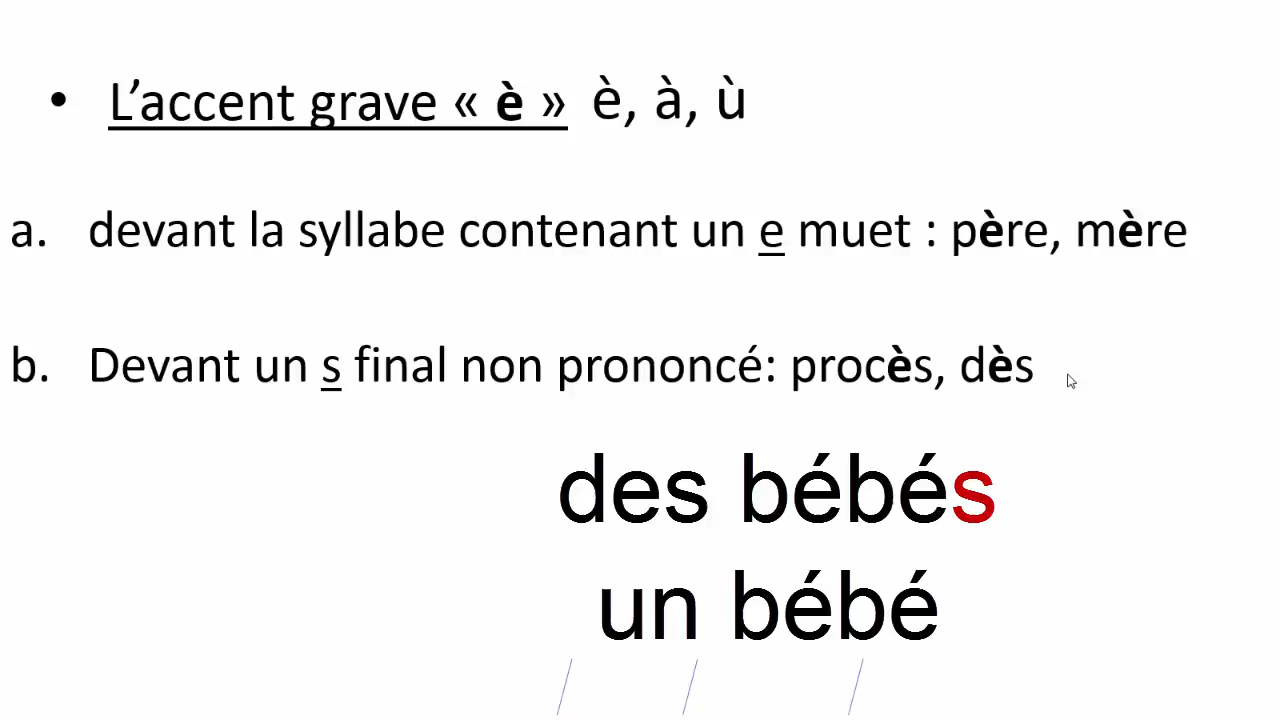 • L’accent grave « è » è, à, ù
a. devant la syllabe contenant un e muet : père, mère
b. Devant un s final non prononcé: procès, dès
des bébés
un bébé